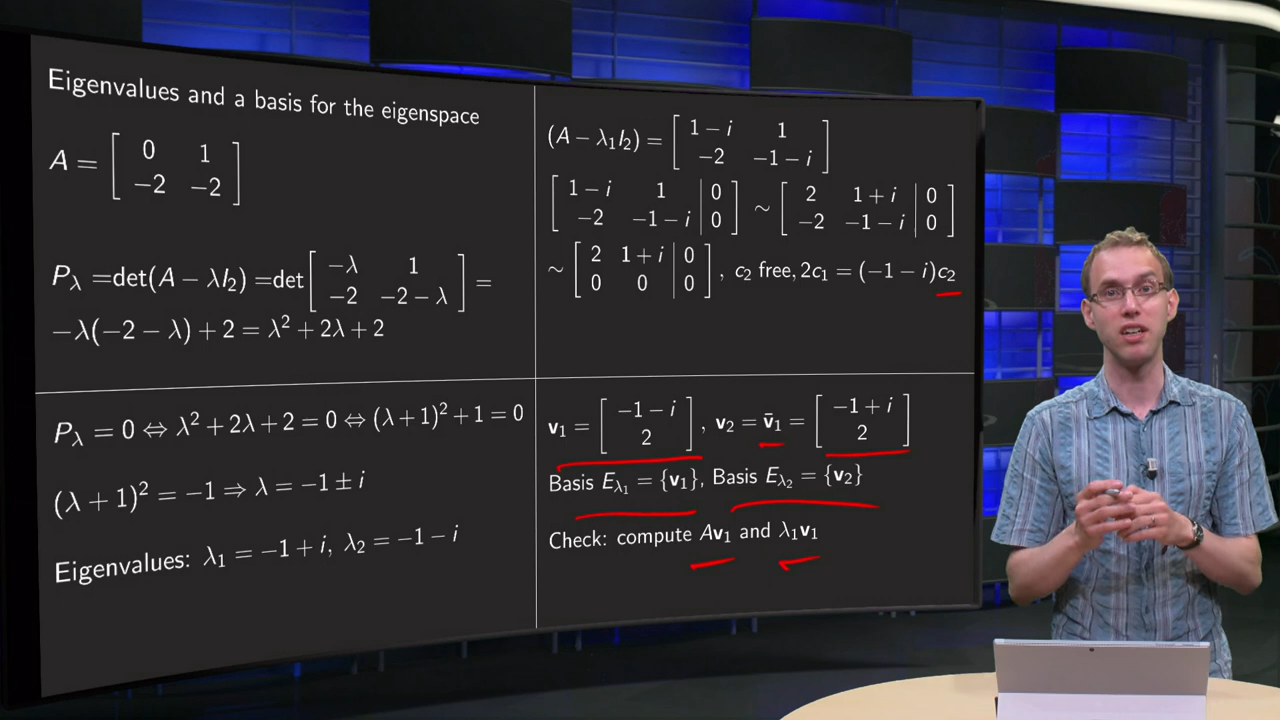 Eigenvalues and a basis for the eigenspace
A = [ 0 1 ; −2 −2 ]
P_λ =det(A − λI₂) =det [ −λ 1 ; −2 −2 − λ ] =
−λ(−2 − λ) + 2 = λ² + 2λ + 2
P_λ = 0 ⇔ λ² + 2λ + 2 = 0 ⇔ (λ + 1)² + 1 = 0
(λ + 1)² = −1 ⇒ λ = −1 ± i
Eigenvalues: λ₁ = −1 + i, λ₂ = −1 − i
(A − λ₁I₂) = [ 1 − i 1 ; −2 −1 − i ]
[ 1 − i 1 | 0 ; −2 −1 − i | 0 ] ∼ [ 2 1 + i | 0 ; −2 −1 − i | 0 ]
∼ [ 2 1 + i | 0 ; 0 0 | 0 ], c₂ free, 2c₁ = (−1 − i)c₂
v₁ = [ −1 − i ; 2 ], v₂ = v̄₁ = [ −1 + i ; 2 ]
Basis E_λ₁ = {v₁}, Basis E_λ₂ = {v₂}
Check: compute Av₁ and λ₁v₁